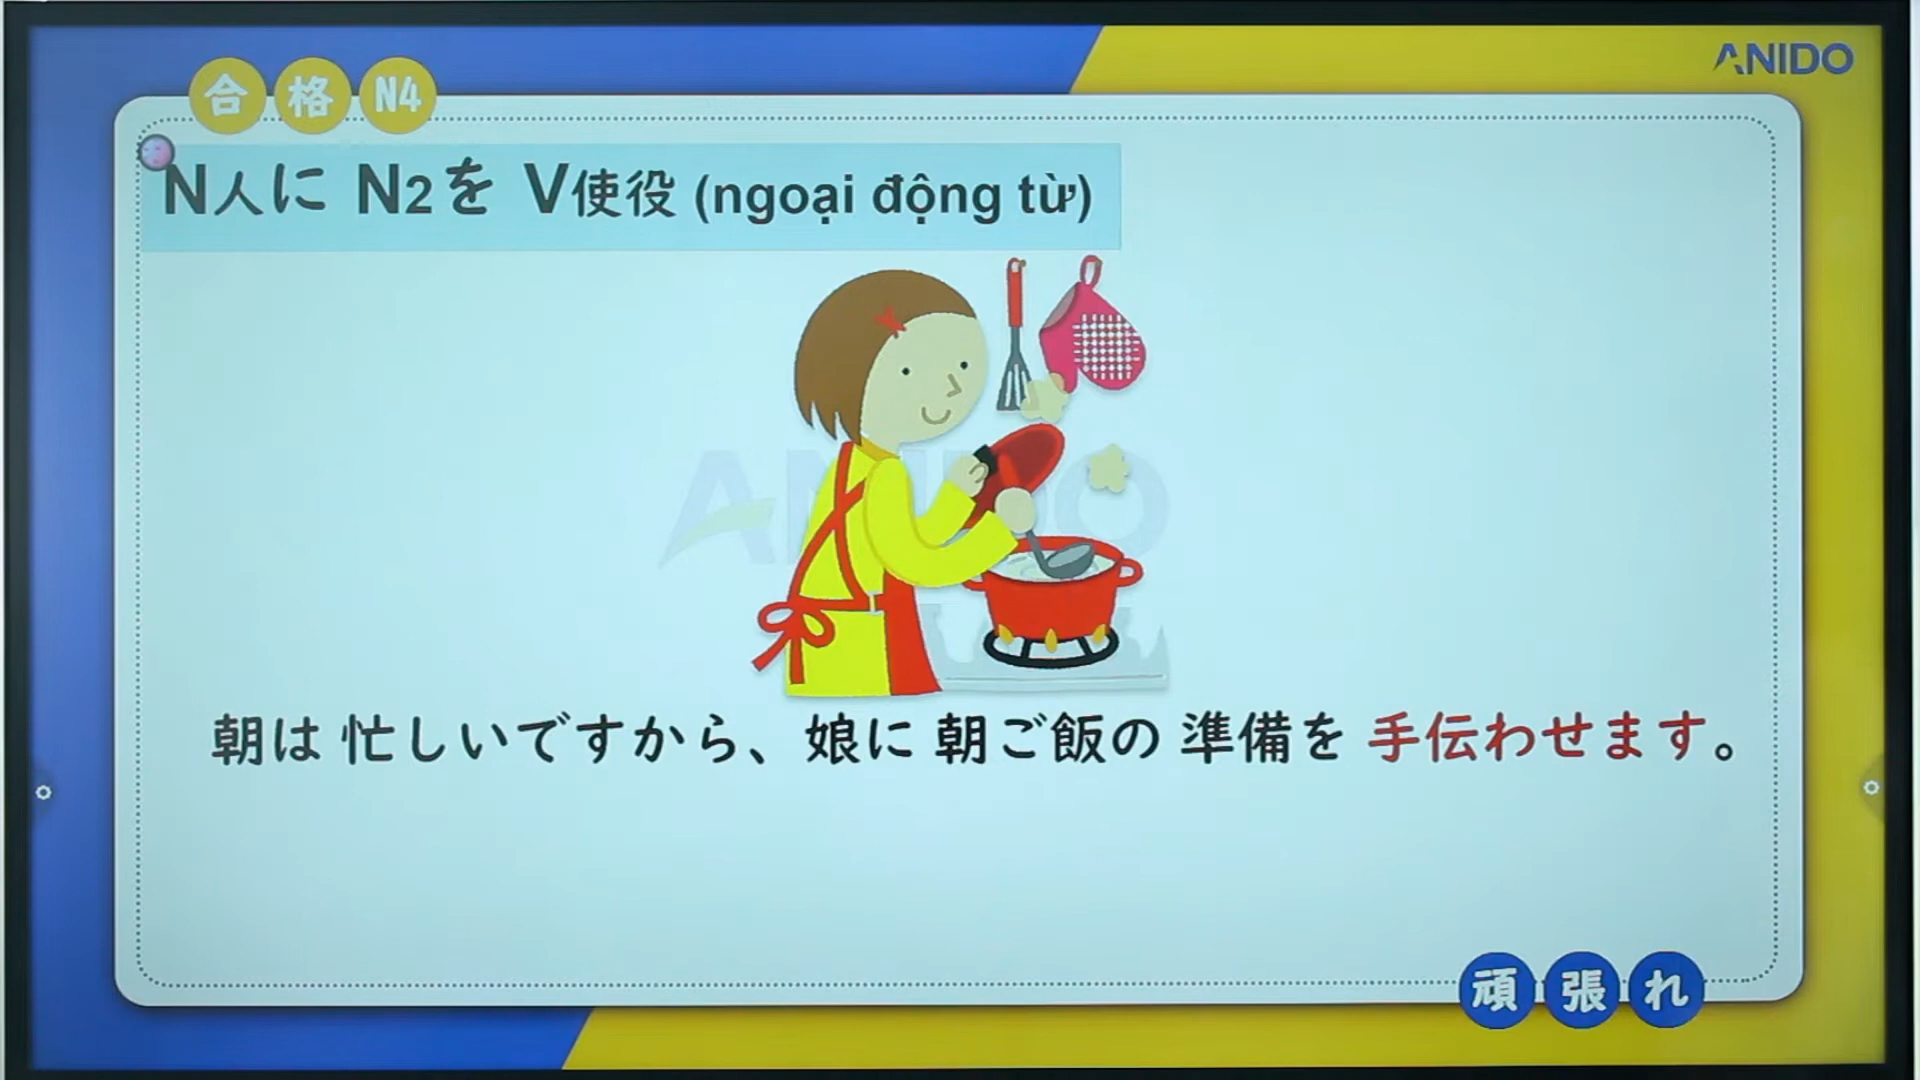 ANIDO
合格N4
N人に N2を V使役 (ngoại động từ)
ANIDO
朝は 忙しいですから、娘に 朝ご飯の 準備を 手伝わせます。
頑張れ